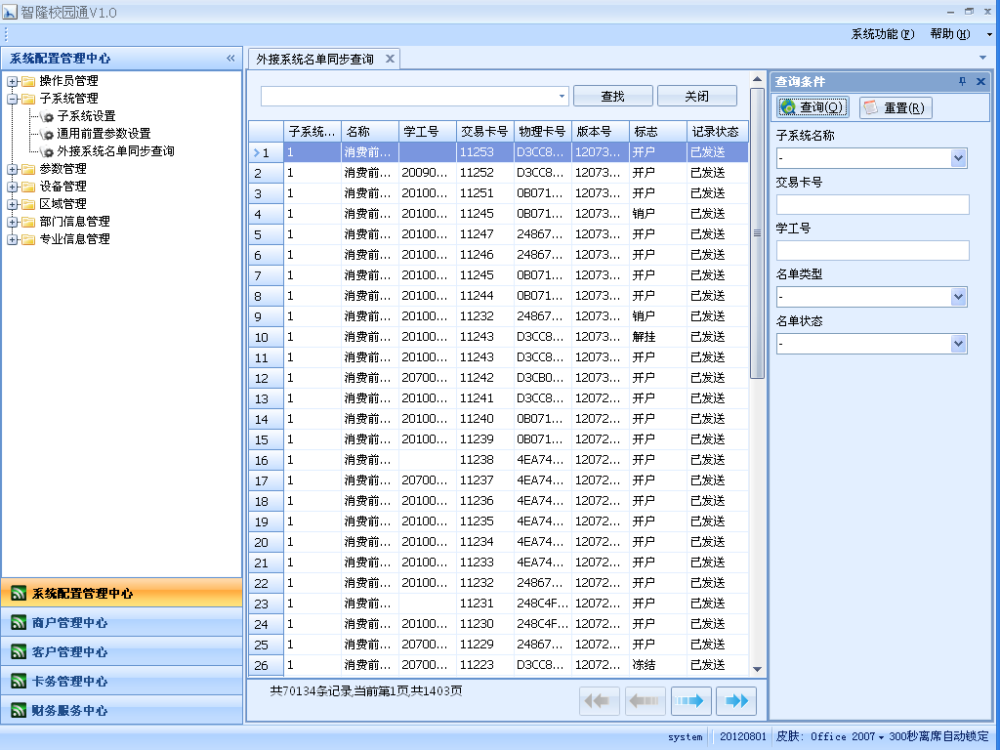 智隆校园通V1.0
系统功能(F) 帮助(H)
系统配置管理中心
操作员管理
子系统管理
子系统设置
通用前置参数设置
外接系统名单同步查询
参数管理
设备管理
区域管理
部门信息管理
专业信息管理
系统配置管理中心
商户管理中心
客户管理中心
卡务管理中心
财务服务中心
外接系统名单同步查询
查找 关闭
子系统... 名称 学工号 交易卡号 物理卡号 版本号 标志 记录状态
1 1 消费前... 11253 D3CC8... 12073... 开户 已发送
2 1 消费前... 20090... 11252 D3CC8... 12073... 开户 已发送
3 1 消费前... 20100... 11251 0B071... 12073... 开户 已发送
4 1 消费前... 20100... 11245 0B071... 12073... 销户 已发送
5 1 消费前... 20100... 11247 24867... 12073... 开户 已发送
6 1 消费前... 20100... 11246 24867... 12073... 开户 已发送
7 1 消费前... 20100... 11245 0B071... 12073... 开户 已发送
8 1 消费前... 20100... 11244 0B071... 12073... 开户 已发送
9 1 消费前... 20100... 11232 24867... 12073... 销户 已发送
10 1 消费前... 20100... 11243 D3CC8... 12073... 解挂 已发送
11 1 消费前... 20100... 11243 D3CC8... 12073... 开户 已发送
12 1 消费前... 20700... 11242 D3CB0... 12073... 开户 已发送
13 1 消费前... 20100... 11241 D3CC8... 12072... 开户 已发送
14 1 消费前... 20100... 11240 0B071... 12072... 开户 已发送
15 1 消费前... 20100... 11239 0B071... 12072... 开户 已发送
16 1 消费前... 11238 4EA74... 12072... 开户 已发送
17 1 消费前... 20700... 11237 4EA74... 12072... 开户 已发送
18 1 消费前... 20100... 11236 4EA74... 12072... 开户 已发送
19 1 消费前... 20100... 11235 4EA74... 12072... 开户 已发送
20 1 消费前... 20100... 11234 4EA74... 12072... 开户 已发送
21 1 消费前... 20100... 11233 4EA74... 12072... 开户 已发送
22 1 消费前... 20100... 11232 24867... 12072... 开户 已发送
23 1 消费前... 11231 248C4F... 12072... 开户 已发送
24 1 消费前... 20100... 11230 248C4F... 12072... 开户 已发送
25 1 消费前... 20700... 11229 24867... 12072... 开户 已发送
26 1 消费前... 20700... 11223 D3CC8... 12072... 冻结 已发送
共70134条记录,当前第1页,共1403页
查询条件
查询(Q) 重置(R)
子系统名称
-
交易卡号
学工号
名单类型
-
名单状态
-
system 20120801 皮肤: Office 2007 300秒离席自动锁定